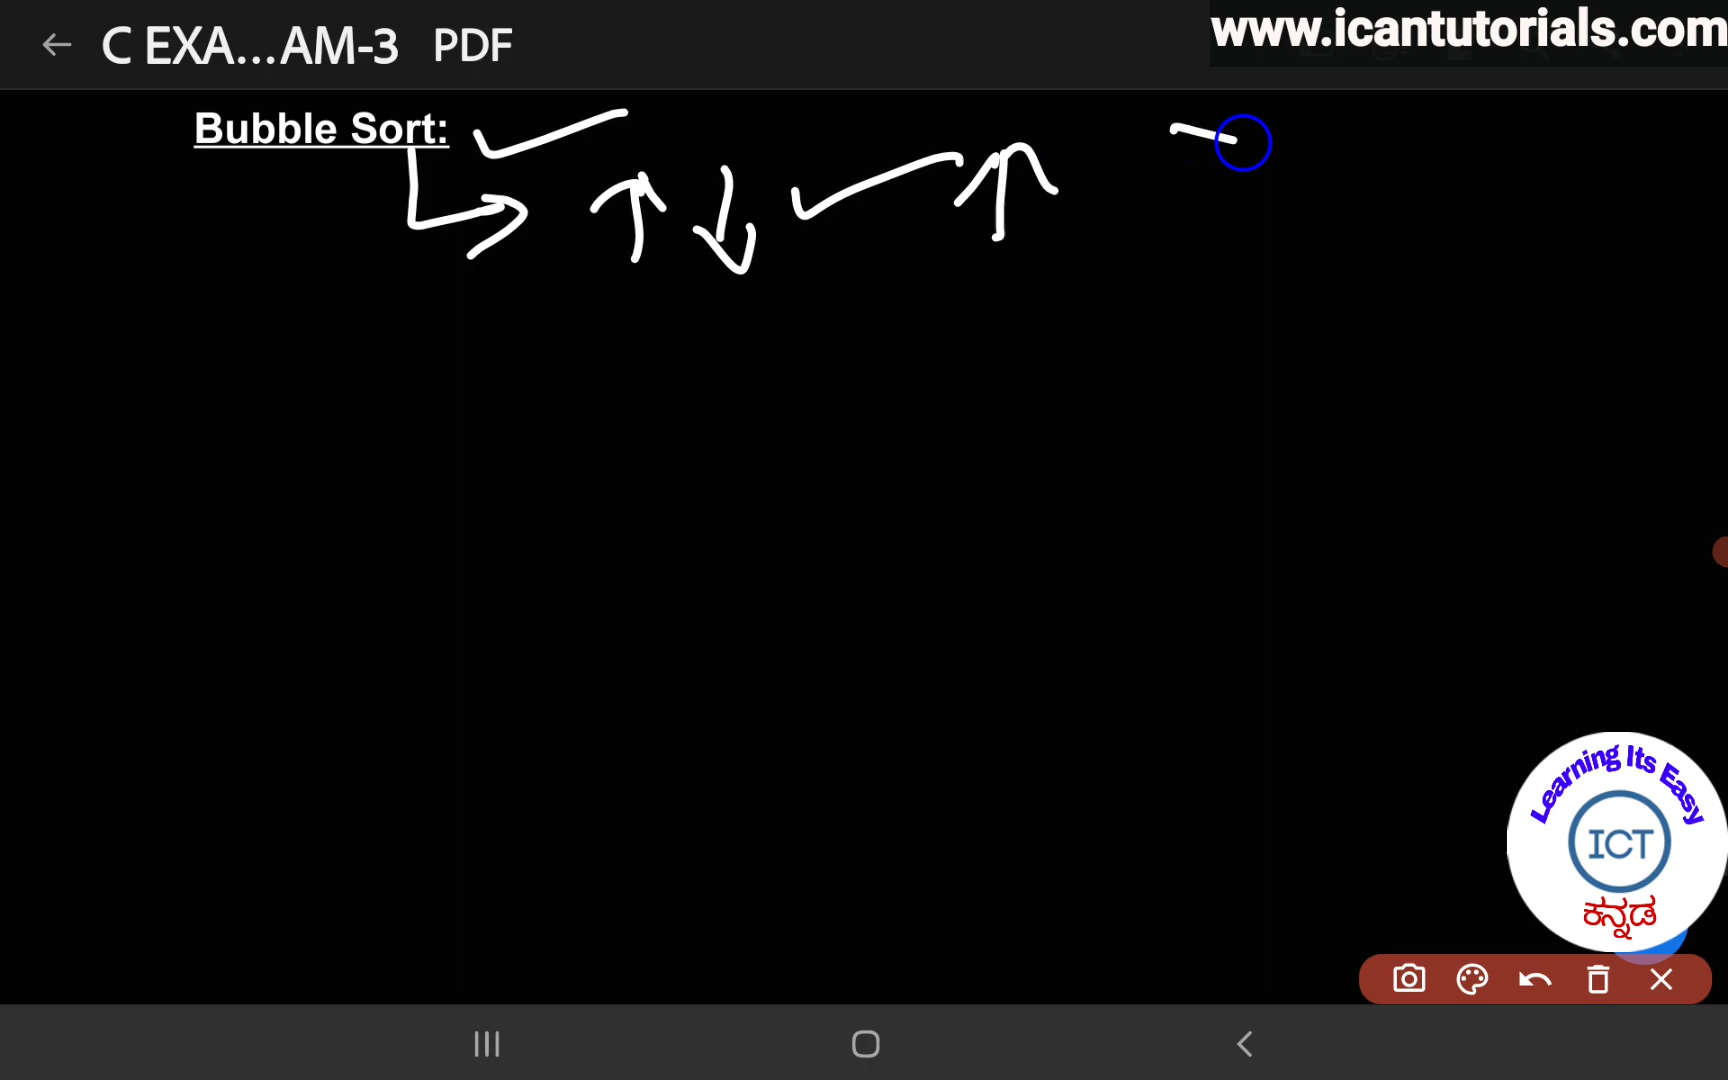 C EXA...AM-3 PDF
www.icantutorials.com
Bubble Sort:
Learning Its Easy
ICT
ಕನ್ನಡ